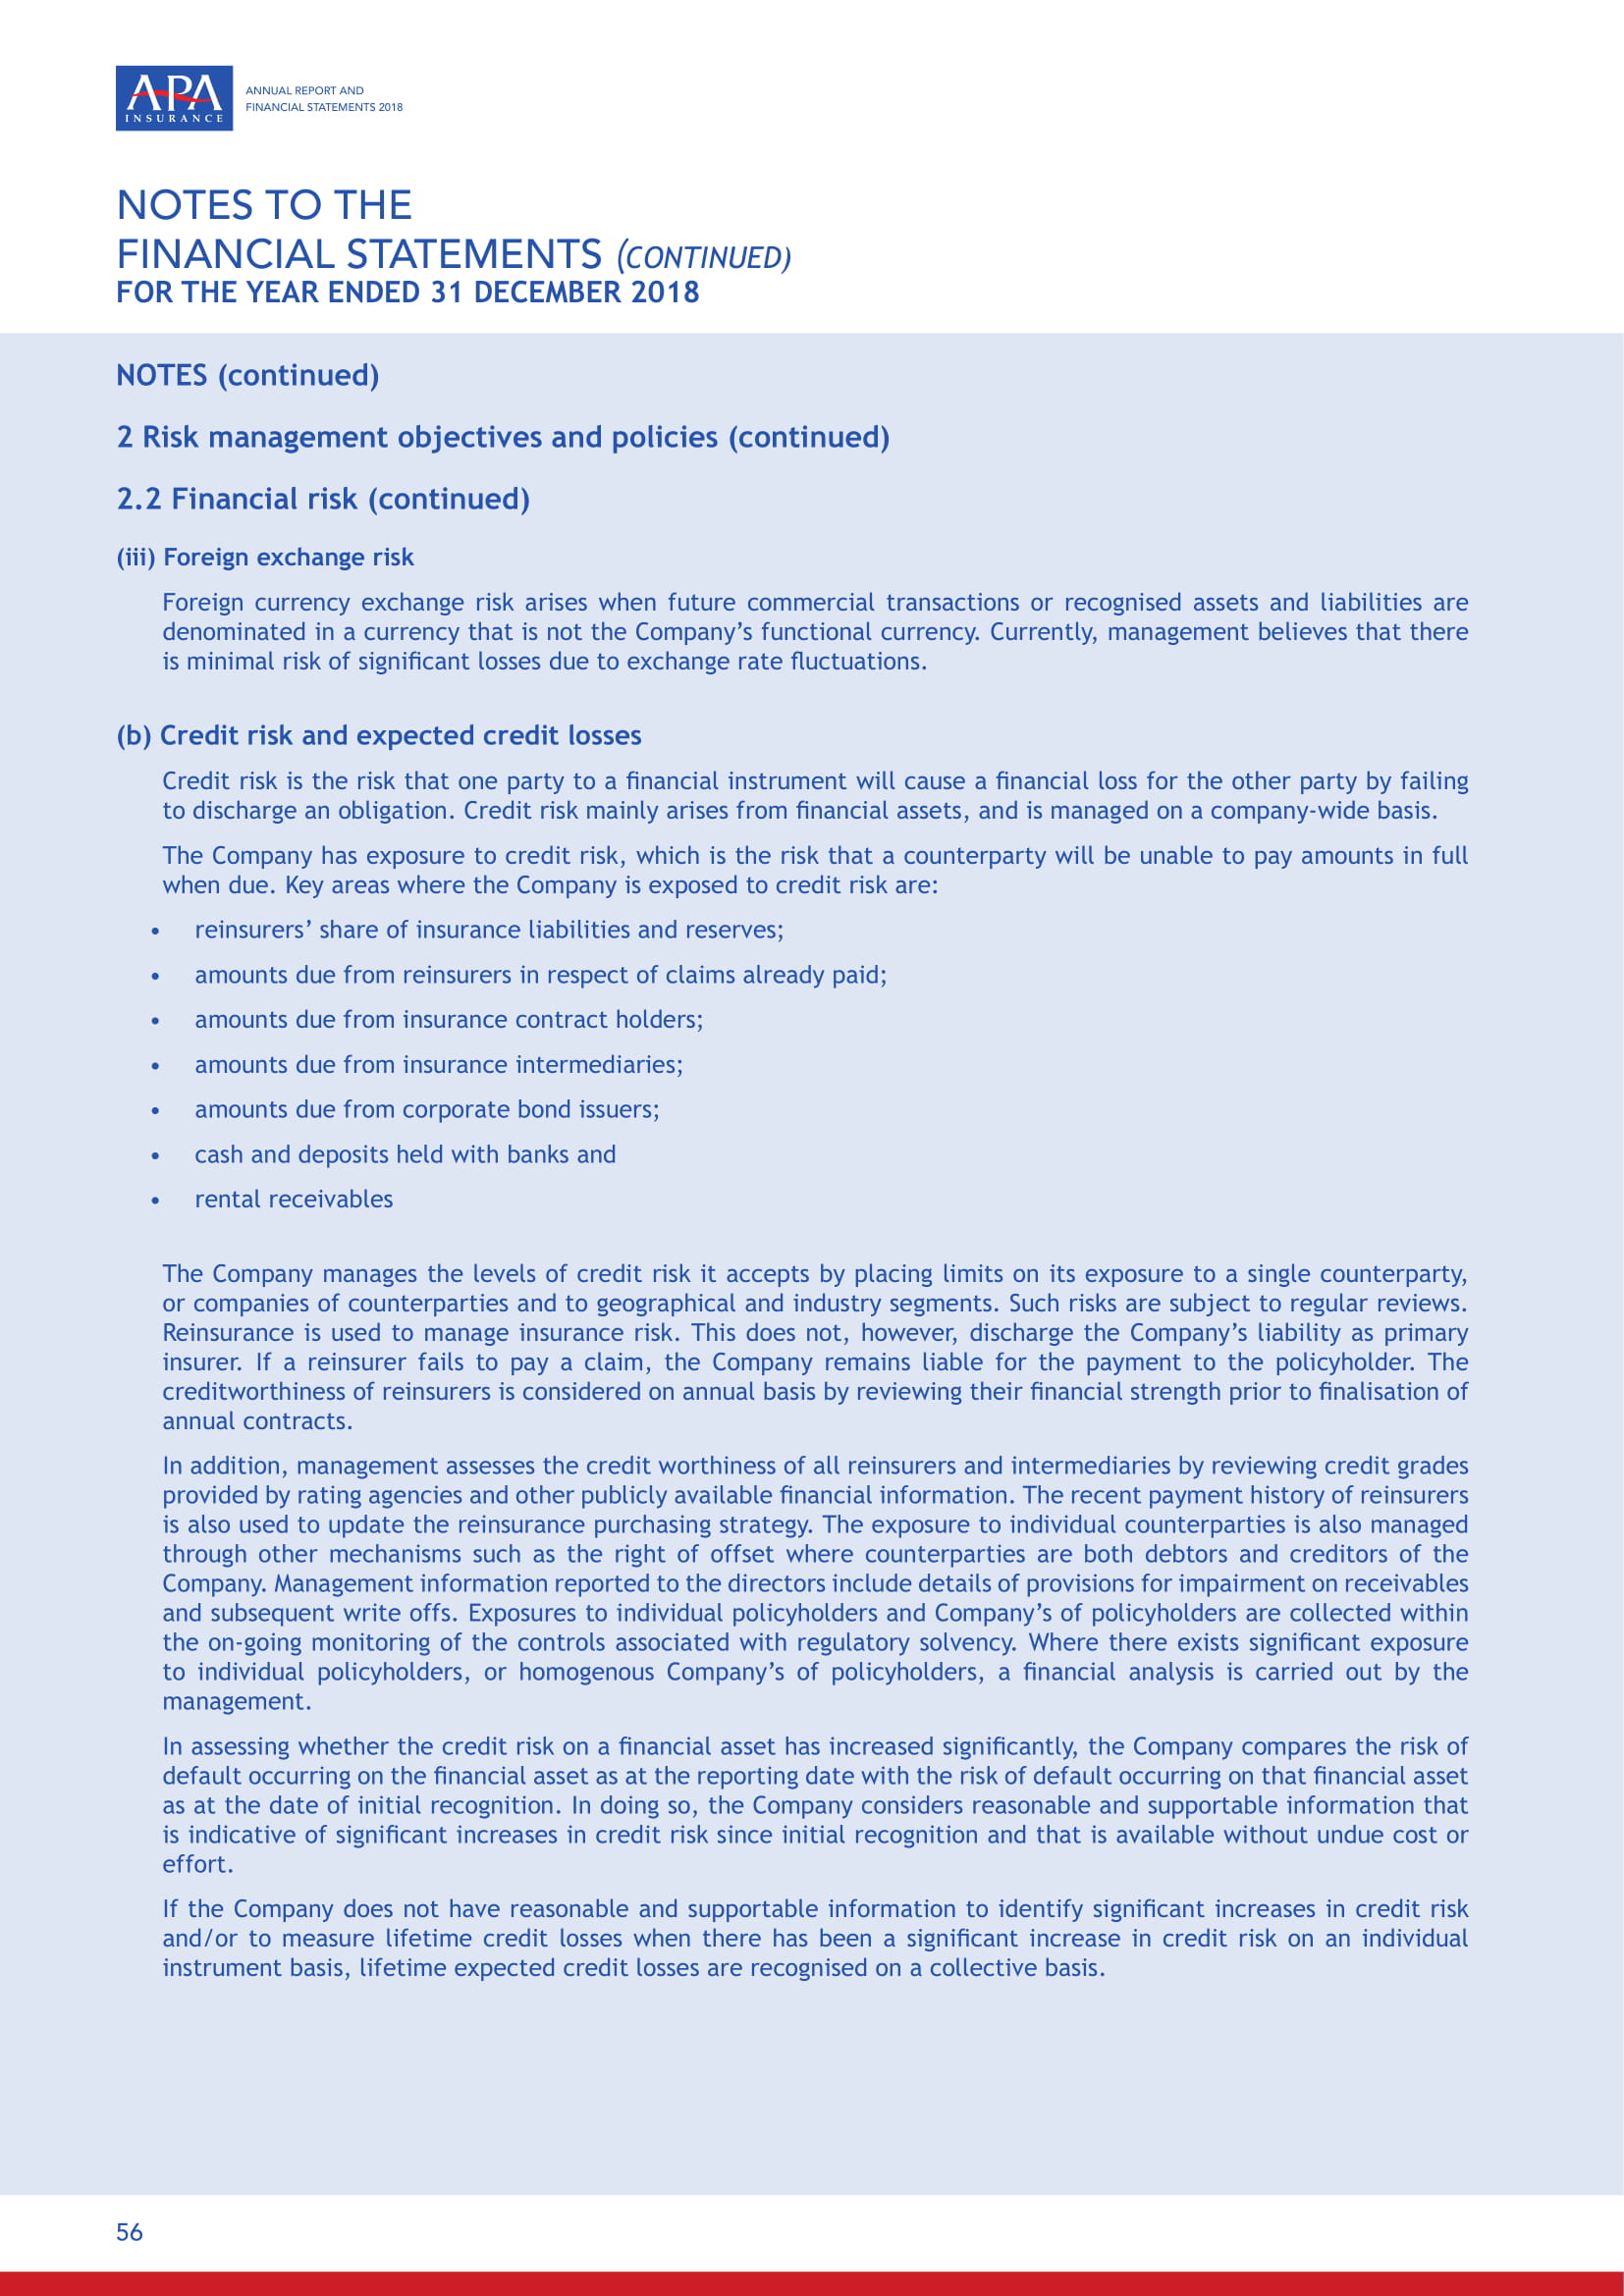 APA
INSURANCE
ANNUAL REPORT AND
FINANCIAL STATEMENTS 2018
NOTES TO THE
FINANCIAL STATEMENTS (CONTINUED)
FOR THE YEAR ENDED 31 DECEMBER 2018
NOTES (continued)
2 Risk management objectives and policies (continued)
2.2 Financial risk (continued)
(iii) Foreign exchange risk
Foreign currency exchange risk arises when future commercial transactions or recognised assets and liabilities are
denominated in a currency that is not the Company’s functional currency. Currently, management believes that there
is minimal risk of significant losses due to exchange rate fluctuations.
(b) Credit risk and expected credit losses
Credit risk is the risk that one party to a financial instrument will cause a financial loss for the other party by failing
to discharge an obligation. Credit risk mainly arises from financial assets, and is managed on a company-wide basis.
The Company has exposure to credit risk, which is the risk that a counterparty will be unable to pay amounts in full
when due. Key areas where the Company is exposed to credit risk are:
• reinsurers’ share of insurance liabilities and reserves;
• amounts due from reinsurers in respect of claims already paid;
• amounts due from insurance contract holders;
• amounts due from insurance intermediaries;
• amounts due from corporate bond issuers;
• cash and deposits held with banks and
• rental receivables
The Company manages the levels of credit risk it accepts by placing limits on its exposure to a single counterparty,
or companies of counterparties and to geographical and industry segments. Such risks are subject to regular reviews.
Reinsurance is used to manage insurance risk. This does not, however, discharge the Company’s liability as primary
insurer. If a reinsurer fails to pay a claim, the Company remains liable for the payment to the policyholder. The
creditworthiness of reinsurers is considered on annual basis by reviewing their financial strength prior to finalisation of
annual contracts.
In addition, management assesses the credit worthiness of all reinsurers and intermediaries by reviewing credit grades
provided by rating agencies and other publicly available financial information. The recent payment history of reinsurers
is also used to update the reinsurance purchasing strategy. The exposure to individual counterparties is also managed
through other mechanisms such as the right of offset where counterparties are both debtors and creditors of the
Company. Management information reported to the directors include details of provisions for impairment on receivables
and subsequent write offs. Exposures to individual policyholders and Company’s of policyholders are collected within
the on-going monitoring of the controls associated with regulatory solvency. Where there exists significant exposure
to individual policyholders, or homogenous Company’s of policyholders, a financial analysis is carried out by the
management.
In assessing whether the credit risk on a financial asset has increased significantly, the Company compares the risk of
default occurring on the financial asset as at the reporting date with the risk of default occurring on that financial asset
as at the date of initial recognition. In doing so, the Company considers reasonable and supportable information that
is indicative of significant increases in credit risk since initial recognition and that is available without undue cost or
effort.
If the Company does not have reasonable and supportable information to identify significant increases in credit risk
and/or to measure lifetime credit losses when there has been a significant increase in credit risk on an individual
instrument basis, lifetime expected credit losses are recognised on a collective basis.
56